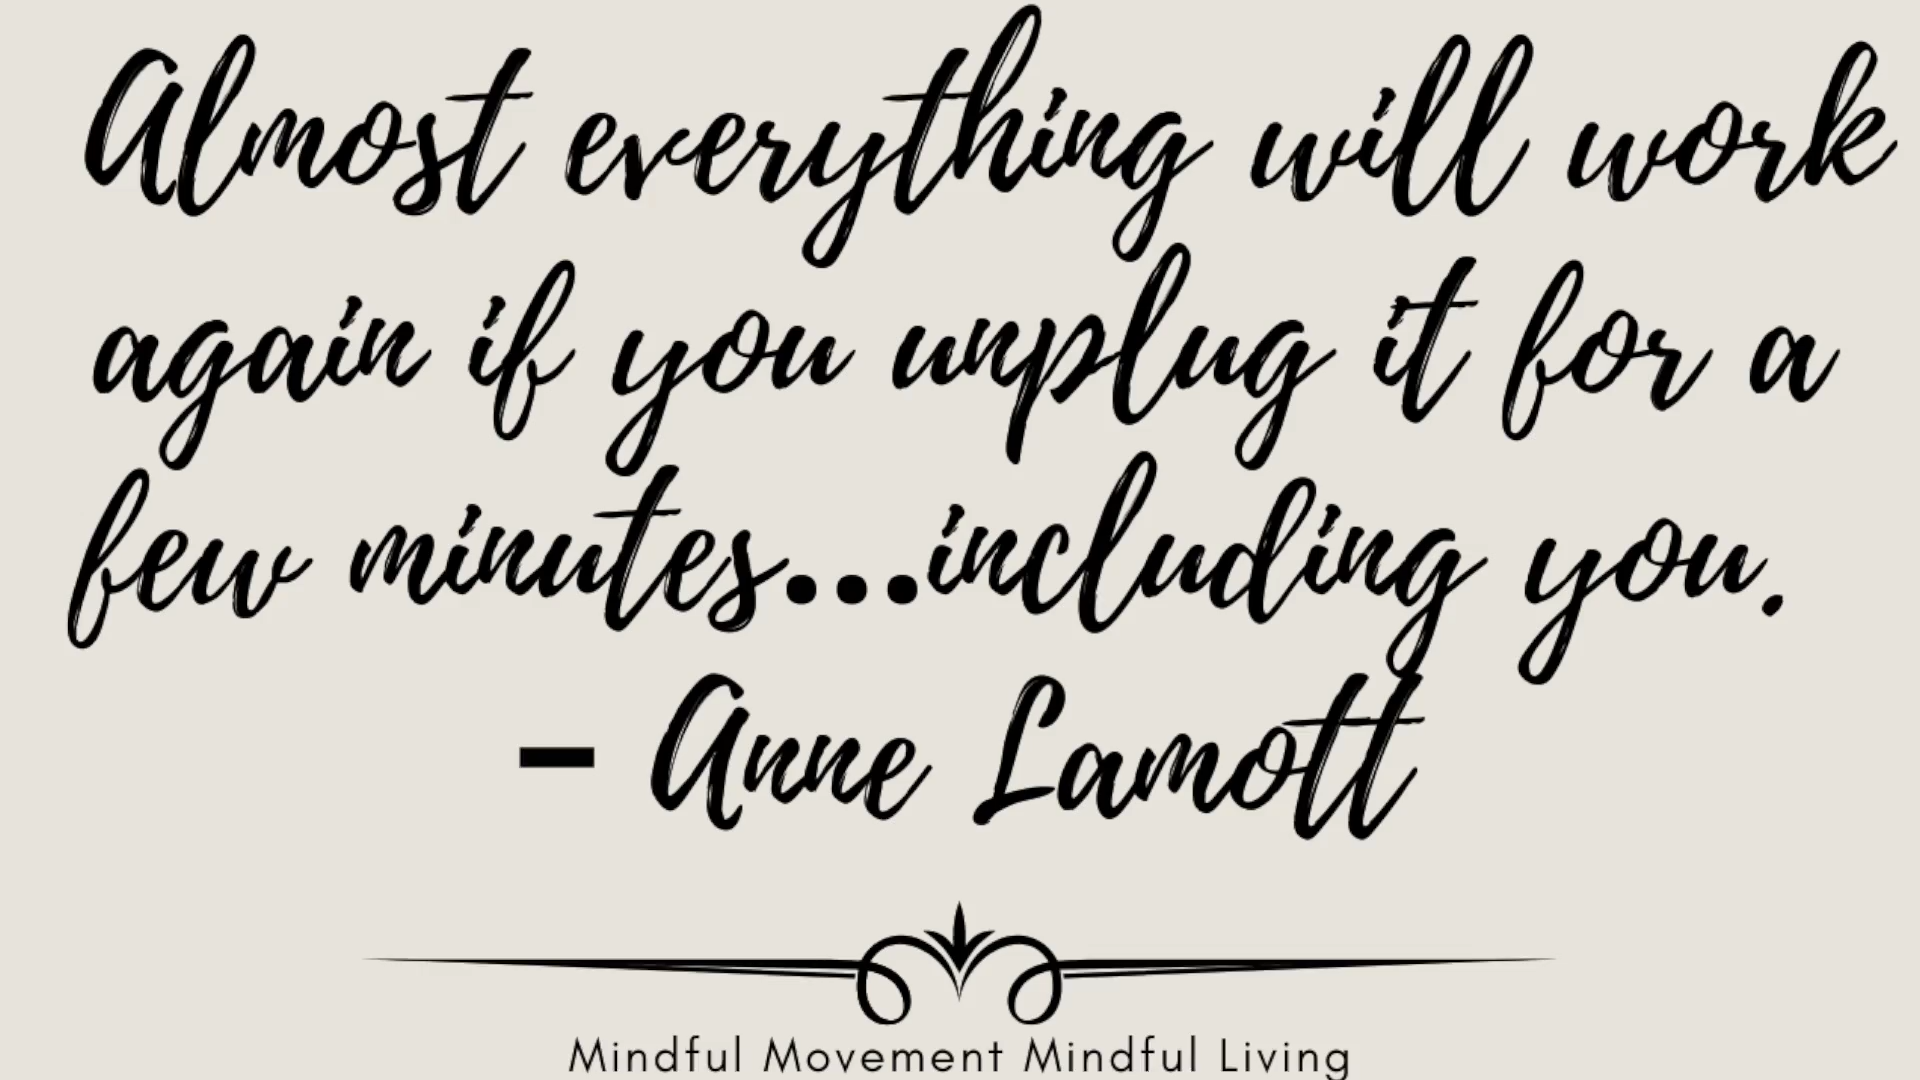 Almost everything will work
again if you unplug it for a
few minutes...including you.
- Anne Lamott
Mindful Movement Mindful Living